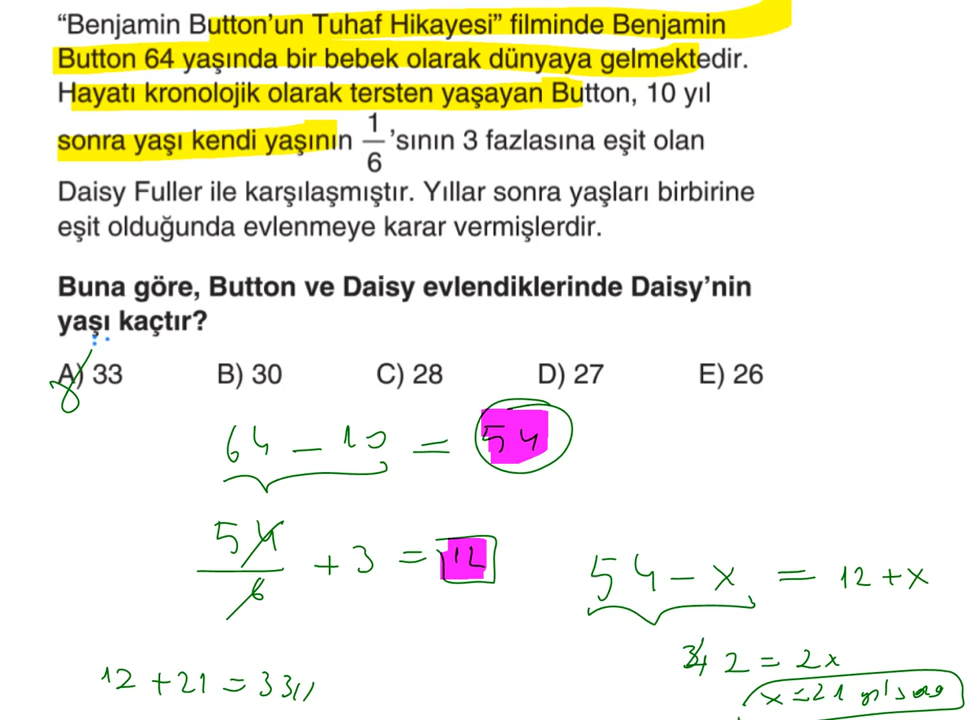 “Benjamin Button’un Tuhaf Hikayesi” filminde Benjamin
Button 64 yaşında bir bebek olarak dünyaya gelmektedir.
Hayatı kronolojik olarak tersten yaşayan Button, 10 yıl
sonra yaşı kendi yaşının 1/6 ’sının 3 fazlasına eşit olan
Daisy Fuller ile karşılaşmıştır. Yıllar sonra yaşları birbirine
eşit olduğunda evlenmeye karar vermişlerdir.
Buna göre, Button ve Daisy evlendiklerinde Daisy’nin
yaşı kaçtır?
A) 33 B) 30 C) 28 D) 27 E) 26
64 – 10 = 54
54/6 + 3 = 12
54 – x = 12 + x
42 = 2x
x = 21 yıl sonra
12 + 21 = 33//